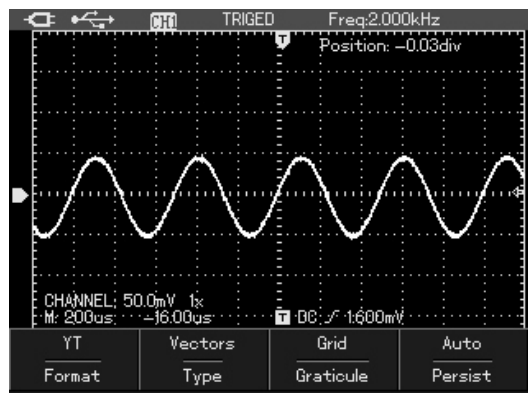 CH1 TRIGED Freq:2.000kHz
T
Position: -0.03div
CHANNEL: 50.0mV 1x
M: 200us -16.00us T DC 1.600mV
YT Vectors Grid Auto
Format Type Graticule Persist